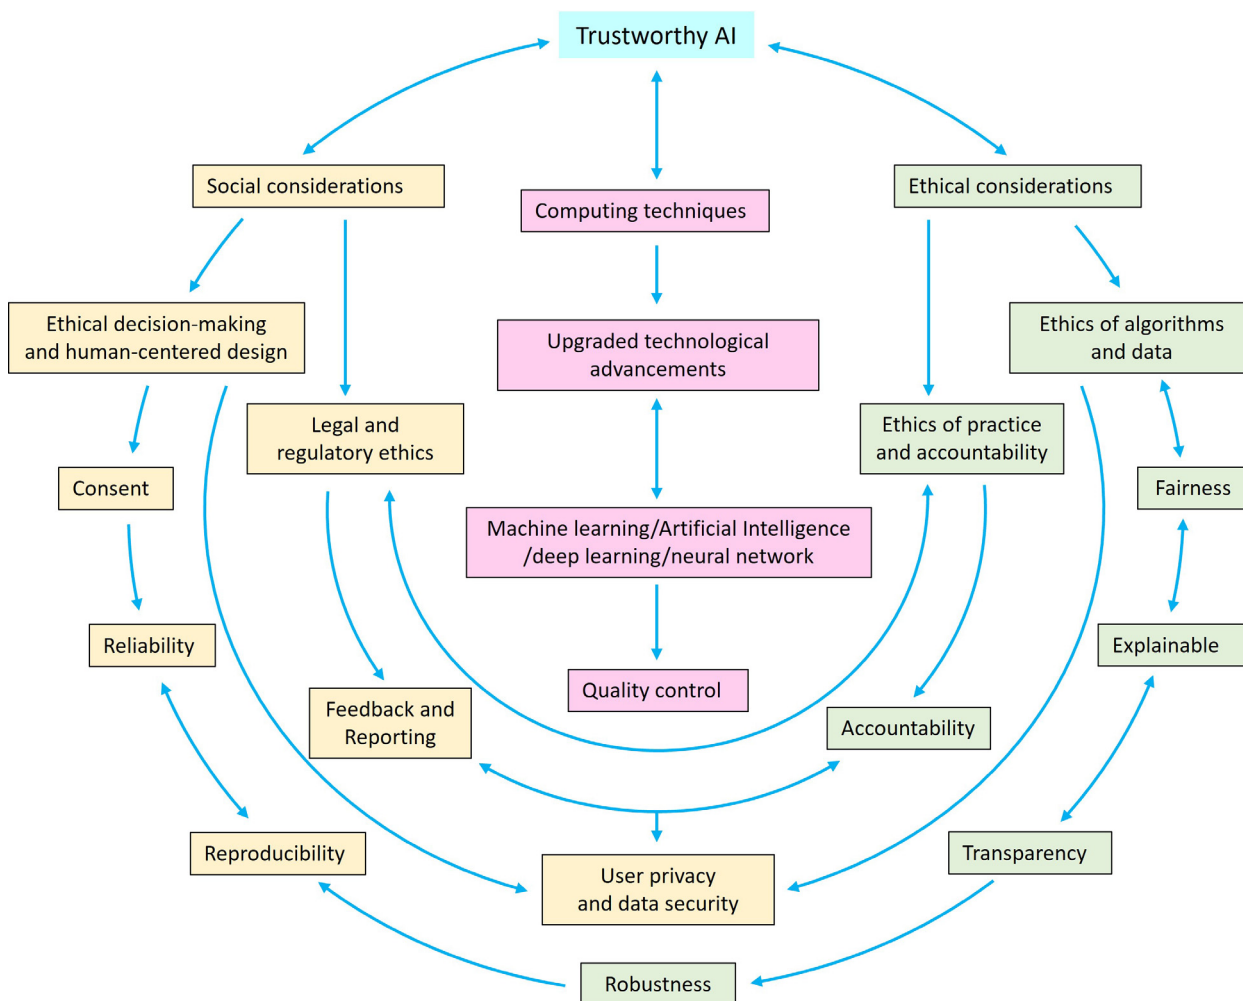 Trustworthy AI
Social considerations
Computing techniques
Ethical considerations
Ethical decision-making
and human-centered design
Upgraded technological
advancements
Ethics of algorithms
and data
Legal and
regulatory ethics
Ethics of practice
and accountability
Consent
Fairness
Machine learning/Artificial Intelligence
/deep learning/neural network
Reliability
Explainable
Quality control
Feedback and
Reporting
Accountability
Reproducibility
Transparency
User privacy
and data security
Robustness